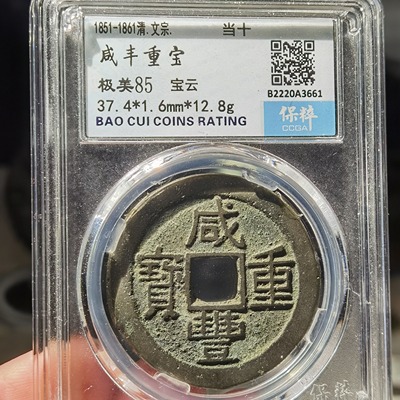 1851-1861清.文宗. 当十
咸丰重宝
极美85 宝云
37.4*1.6mm*12.8g
BAO CUI COINS RATING
B2220A3661
保粹
CCGA
咸
寶 重
豐
保粹